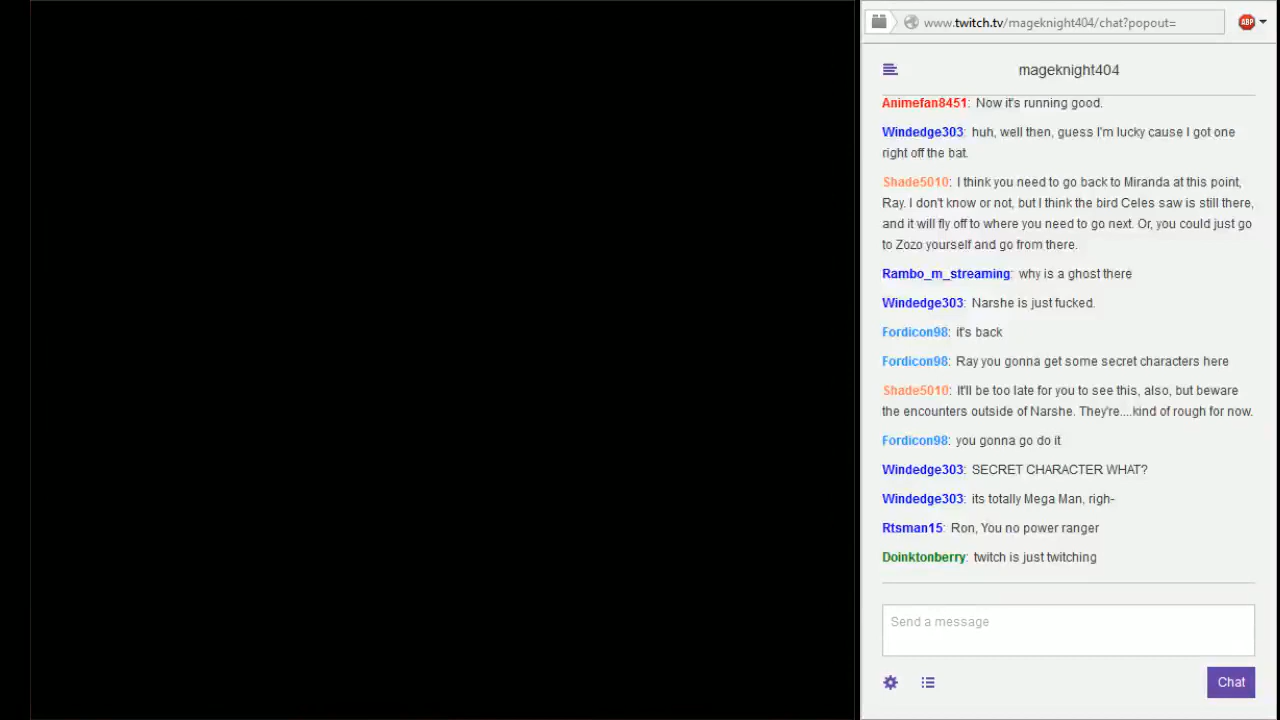 www.twitch.tv/mageknight404/chat?popout=
ABP
mageknight404
Animefan8451: Now it's running good.
Windedge303: huh, well then, guess I'm lucky cause I got one
right off the bat.
Shade5010: I think you need to go back to Miranda at this point,
Ray. I don't know or not, but I think the bird Celes saw is still there,
and it will fly off to where you need to go next. Or, you could just go
to Zozo yourself and go from there.
Rambo_m_streaming: why is a ghost there
Windedge303: Narshe is just fucked.
Fordicon98: it's back
Fordicon98: Ray you gonna get some secret characters here
Shade5010: It'll be too late for you to see this, also, but beware
the encounters outside of Narshe. They're....kind of rough for now.
Fordicon98: you gonna go do it
Windedge303: SECRET CHARACTER WHAT?
Windedge303: its totally Mega Man, righ-
Rtsman15: Ron, You no power ranger
Doinktonberry: twitch is just twitching
Send a message
Chat